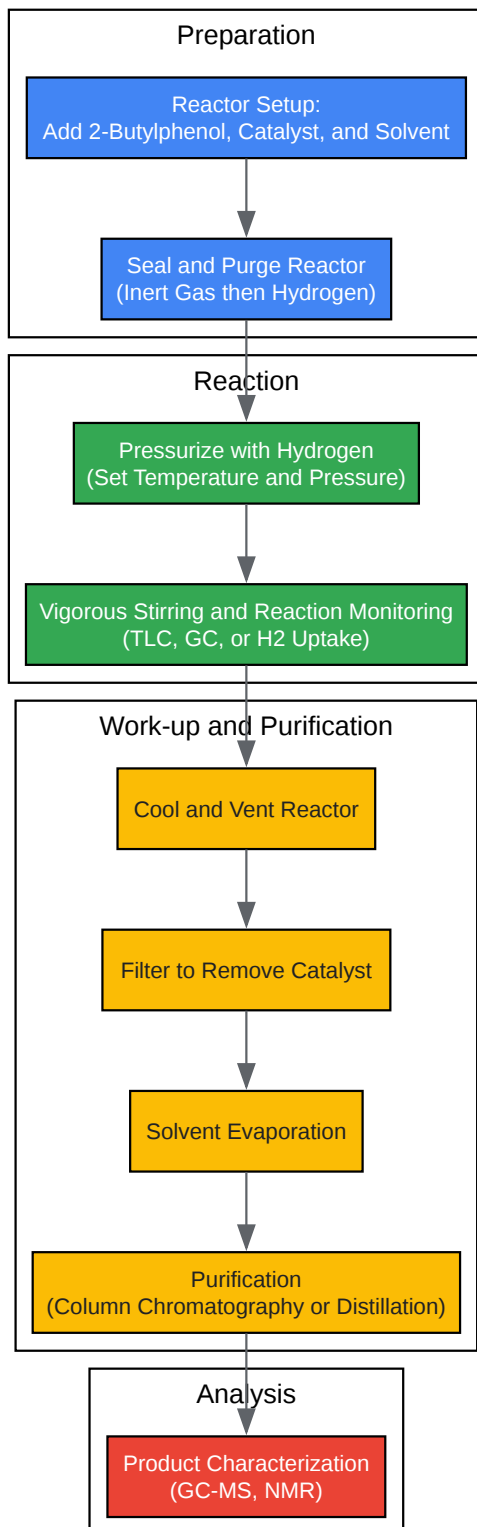 Preparation
Reactor Setup:
Add 2-Butylphenol, Catalyst, and Solvent
Seal and Purge Reactor
(Inert Gas then Hydrogen)
Reaction
Pressurize with Hydrogen
(Set Temperature and Pressure)
Vigorous Stirring and Reaction Monitoring
(TLC, GC, or H2 Uptake)
Work-up and Purification
Cool and Vent Reactor
Filter to Remove Catalyst
Solvent Evaporation
Purification
(Column Chromatography or Distillation)
Analysis
Product Characterization
(GC-MS, NMR)